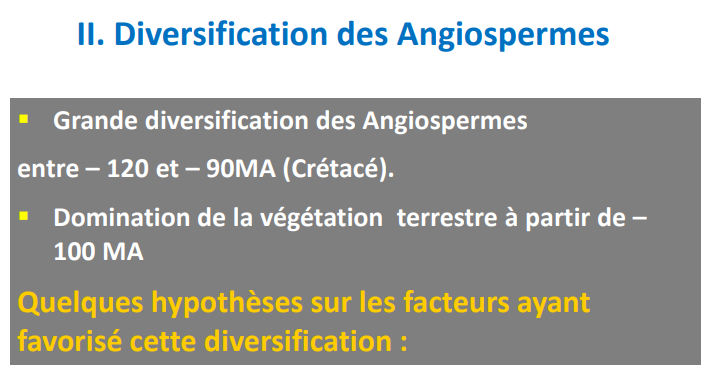 II. Diversification des Angiospermes
▪ Grande diversification des Angiospermes
entre – 120 et – 90MA (Crétacé).
▪ Domination de la végétation  terrestre à partir de –
100 MA
Quelques hypothèses sur les facteurs ayant
favorisé cette diversification :